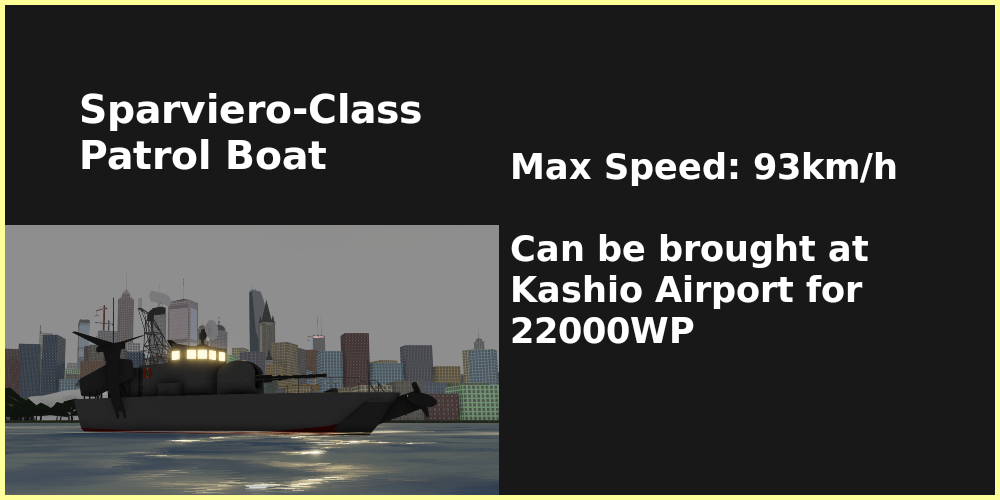 Sparviero-Class
Patrol Boat
Max Speed: 93km/h
Can be brought at
Kashio Airport for
22000WP